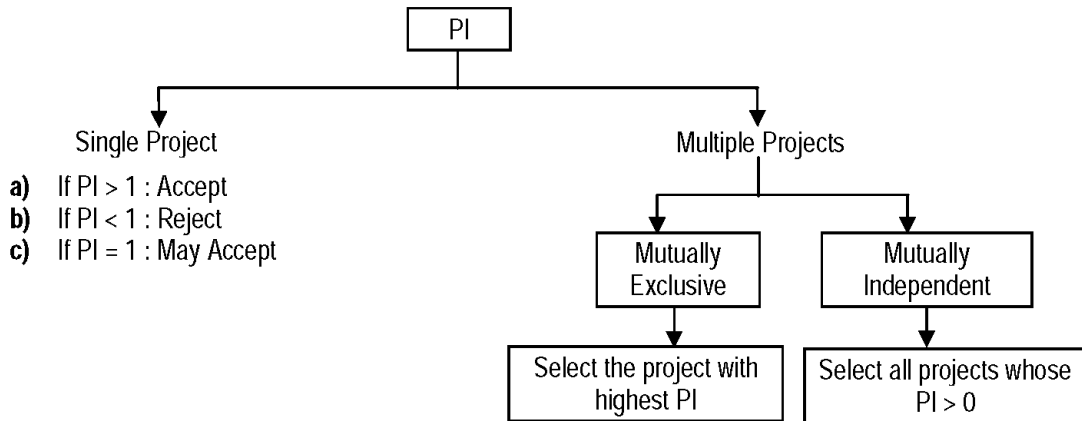 PI
Single Project
a) If PI > 1 : Accept
b) If PI < 1 : Reject
c) If PI = 1 : May Accept
Multiple Projects
Mutually
Exclusive
Mutually
Independent
Select the project with
highest PI
Select all projects whose
PI > 0